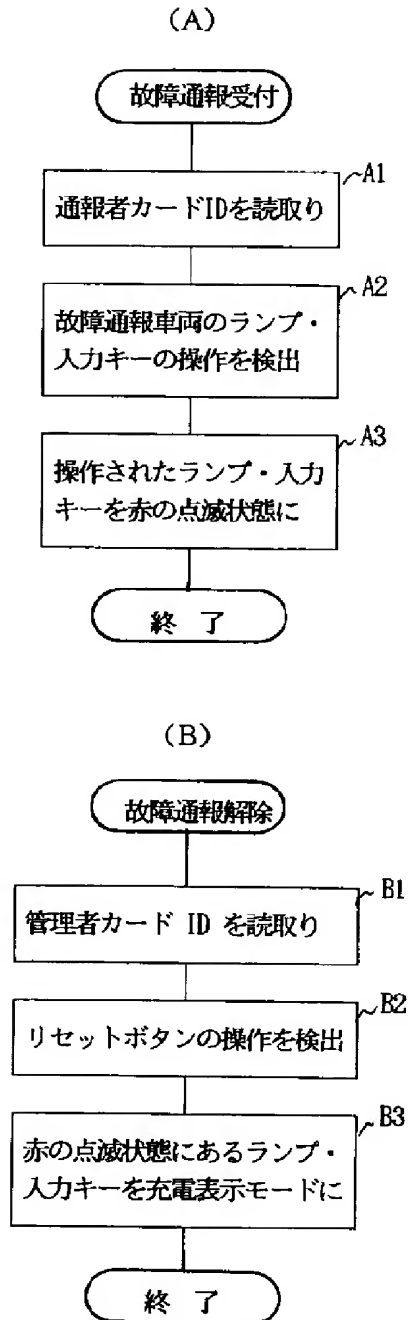 (A)
故障通報受付
A1
通報者カードIDを読取り
A2
故障通報車両のランプ・
入力キーの操作を検出
A3
操作されたランプ・入力
キーを赤の点滅状態に
終 了
(B)
故障通報解除
B1
管理者カード ID を読取り
B2
リセットボタンの操作を検出
B3
赤の点滅状態にあるランプ・
入力キーを充電表示モードに
終 了